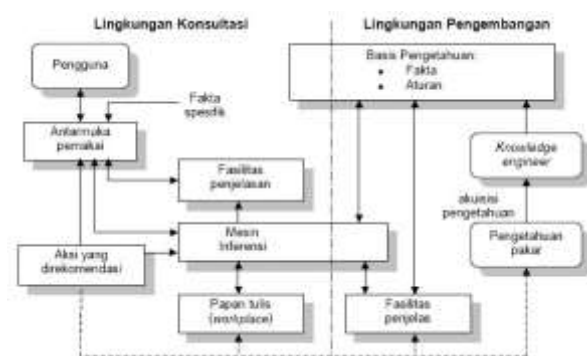 Lingkungan Konsultasi
Lingkungan Pengembangan
Pengguna
Basis Pengetahuan:
• Fakta
• Aturan
Fakta
spesifik
Antarmuka
pemakai
Knowledge
engineer
Fasilitas
penjelasan
akuisisi
pengetahuan
Mesin
Inferensi
Pengetahuan
pakar
Aksi yang
direkomendasi
Papan tulis
(workplace)
Fasilitas
penjelas